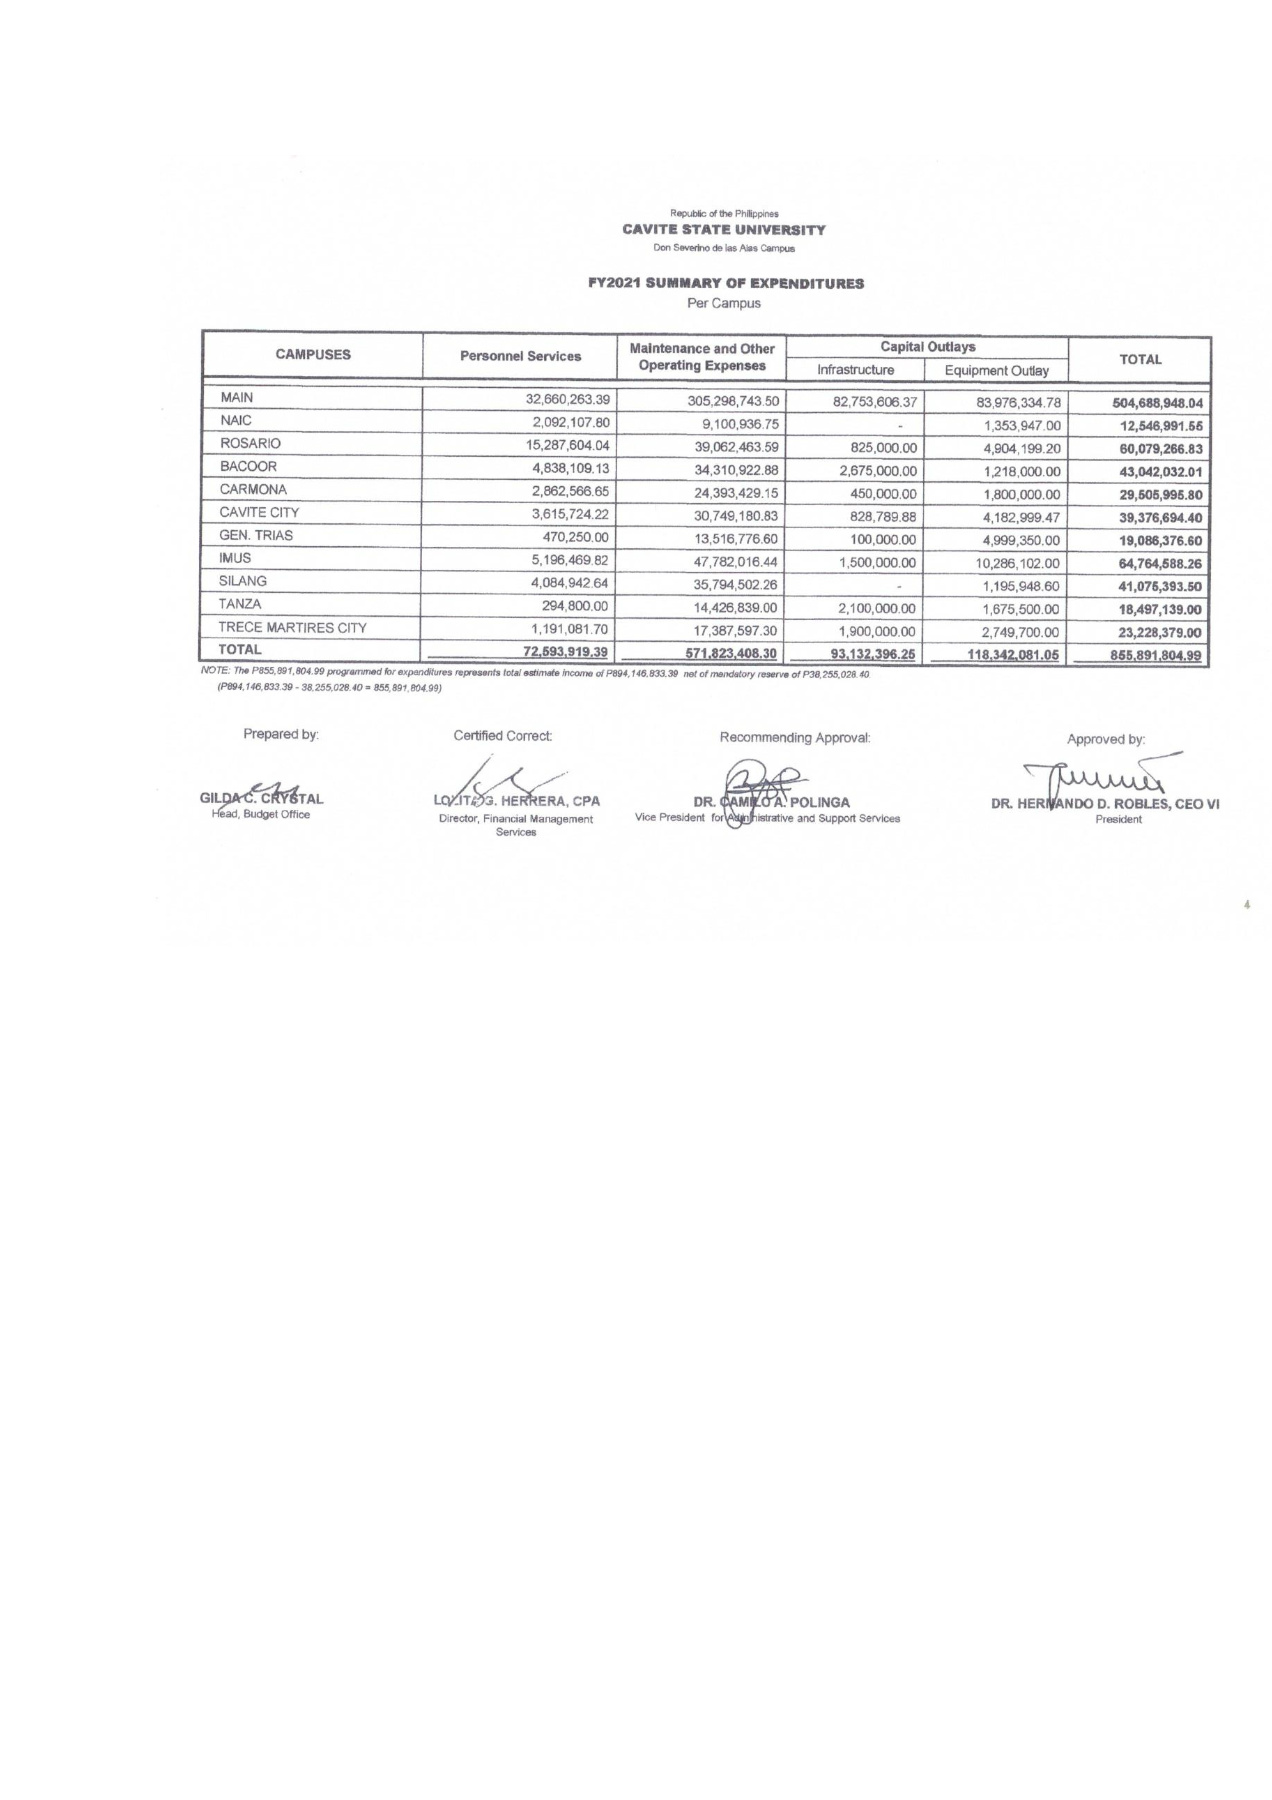 Republic of the Philippines
CAVITE STATE UNIVERSITY
Don Severino de las Alas Campus
FY2021 SUMMARY OF EXPENDITURES
Per Campus
CAMPUSES Personnel Services Maintenance and Other Operating Expenses Capital Outlays TOTAL
Infrastructure Equipment Outlay
MAIN 32,660,263.39 305,298,743.50 82,753,606.37 83,976,334.78 504,688,948.04
NAIC 2,092,107.80 9,100,936.75 - 1,353,947.00 12,546,991.55
ROSARIO 15,287,604.04 39,062,463.59 825,000.00 4,904,199.20 60,079,266.83
BACOOR 4,838,109.13 34,310,922.88 2,675,000.00 1,218,000.00 43,042,032.01
CARMONA 2,862,566.65 24,393,429.15 450,000.00 1,800,000.00 29,505,995.80
CAVITE CITY 3,615,724.22 30,749,180.83 828,789.88 4,182,999.47 39,376,694.40
GEN. TRIAS 470,250.00 13,516,776.60 100,000.00 4,999,350.00 19,086,376.60
IMUS 5,196,469.82 47,782,016.44 1,500,000.00 10,286,102.00 64,764,588.26
SILANG 4,084,942.64 35,794,502.26 - 1,195,948.60 41,075,393.50
TANZA 294,800.00 14,426,839.00 2,100,000.00 1,675,500.00 18,497,139.00
TRECE MARTIRES CITY 1,191,081.70 17,387,597.30 1,900,000.00 2,749,700.00 23,228,379.00
TOTAL 72,593,919.39 571,823,408.30 93,132,396.25 118,342,081.05 855,891,804.99
NOTE: The P855,891,804.99 programmed for expenditures represents total estimate income of P894,146,833.39 net of mandatory reserve of P38,255,028.40.
(P894,146,833.39 - 38,255,028.40 = 855,891,804.99)
Prepared by: Certified Correct: Recommending Approval: Approved by:
GILDA C. CRYSTAL LOLITA G. HERRERA, CPA DR. CAMILO A. POLINGA DR. HERNANDO D. ROBLES, CEO VI
Head, Budget Office Director, Financial Management Vice President for Administrative and Support Services President
Services
4